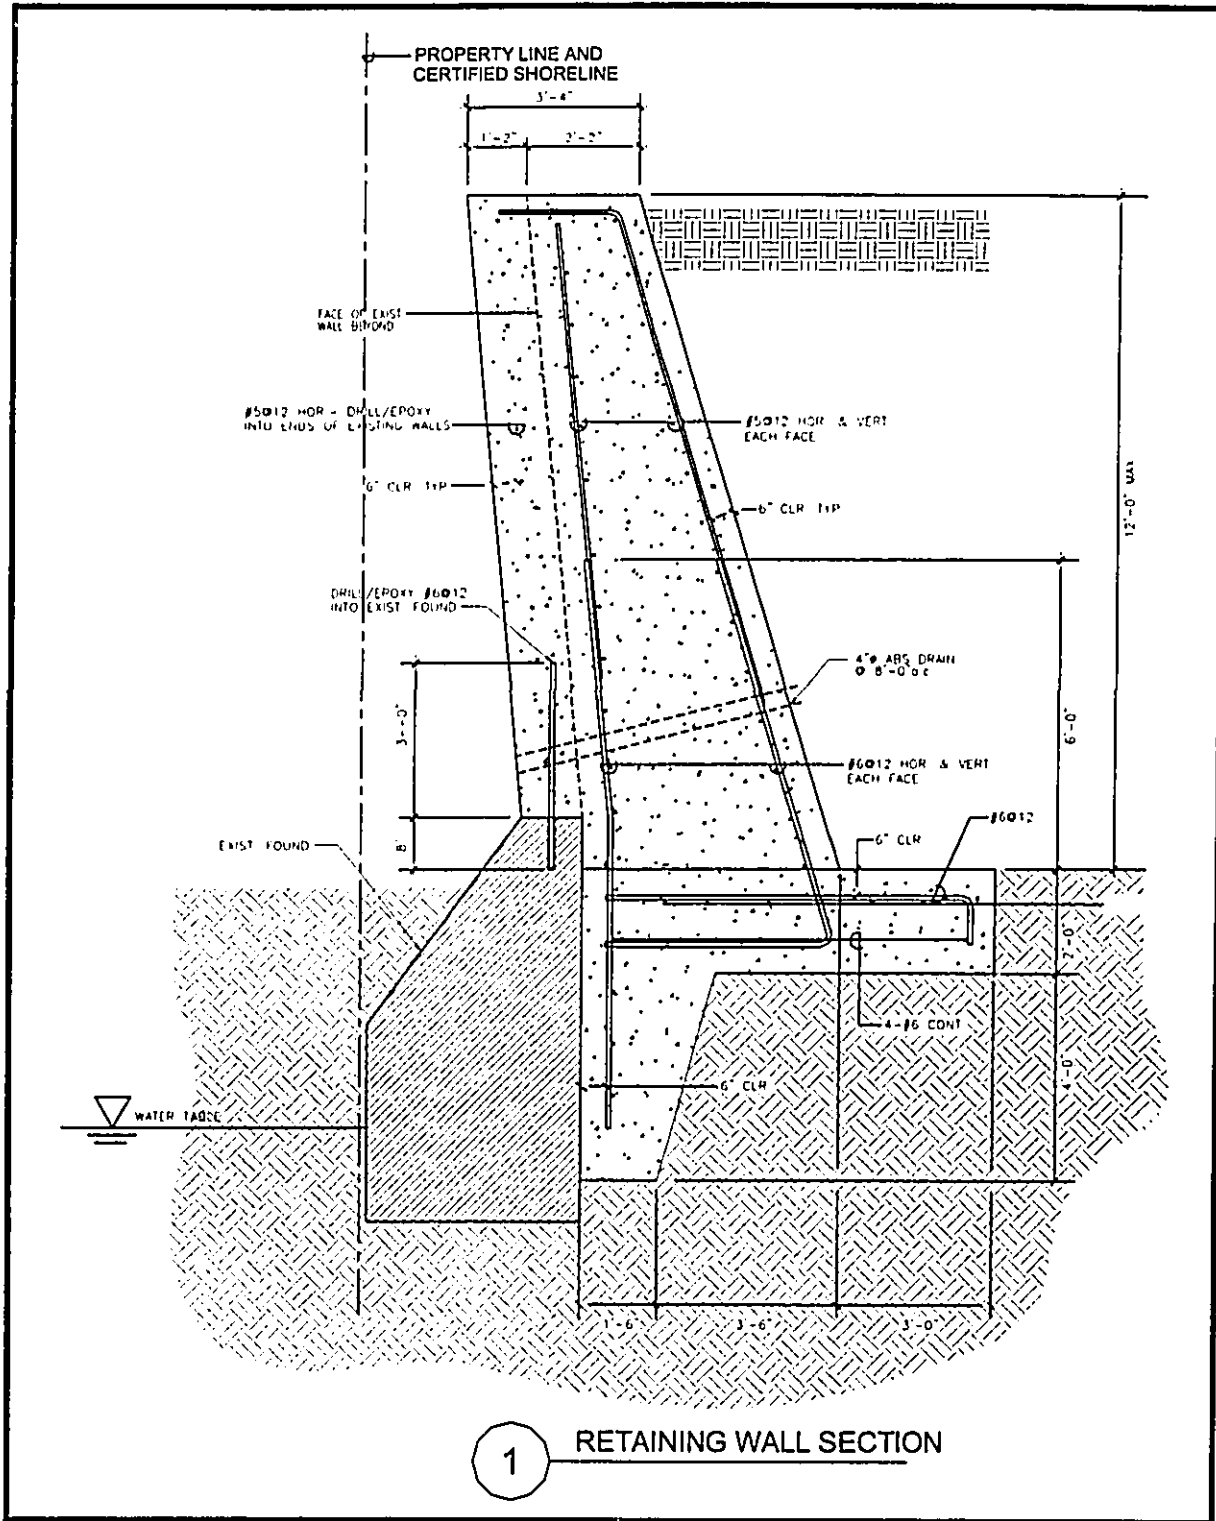 PROPERTY LINE AND
CERTIFIED SHORELINE
3'-4"
1'-2"
2'-2"
FACE OF EXIST
WALL BEYOND
#5@12 HOR - DRILL/EPOXY
INTO ENDS OF EXISTING WALLS
#5@12 HOR & VERT
EACH FACE
6" CLR TYP
6" CLR TYP
12'-0" MAX
DRILL/EPOXY #6@12
INTO EXIST FOUND
4"ø ABS DRAIN
@ 8'-0"o.c
3'-0"
6'-0"
#6@12 HOR & VERT
EACH FACE
#6@12
EXIST FOUND
8"
6" CLR
2'-0"
4-#6 CONT
6" CLR
4'-0"
WATER TABLE
1'-6"
3'-6"
3'-0"
1
RETAINING WALL SECTION